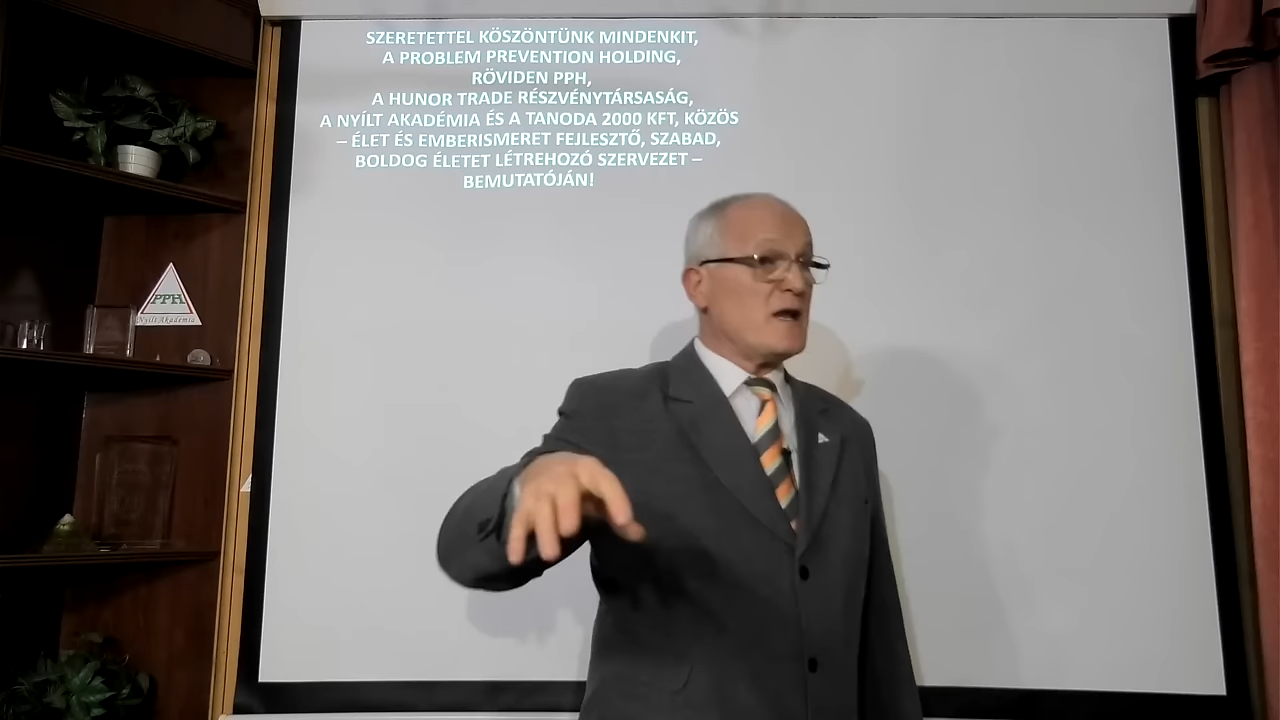 SZERETETTEL KÖSZÖNTÜNK MINDENKIT,
A PROBLEM PREVENTION HOLDING,
RÖVIDEN PPH,
A HUNOR TRADE RÉSZVÉNYTÁRSASÁG,
A NYÍLT AKADÉMIA ÉS A TANODA 2000 KFT, KÖZÖS
– ÉLET ÉS EMBERISMERET FEJLESZTŐ, SZABAD,
BOLDOG ÉLETET LÉTREHOZÓ SZERVEZET –
BEMUTATÓJÁN!
PPH
Nyílt Akadémia